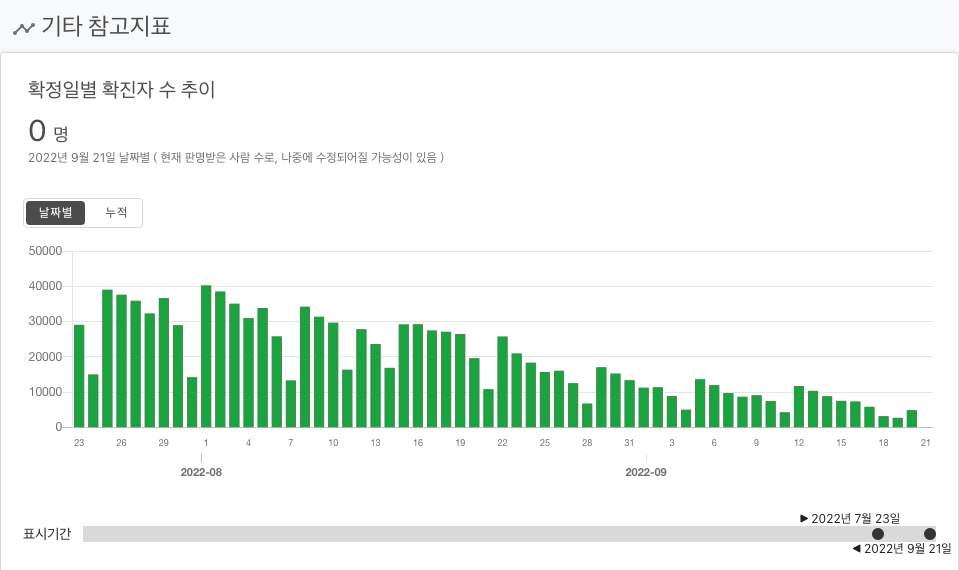 기타 참고지표
확정일별 확진자 수 추이
0 명
2022년 9월 21일 날짜별 ( 현재 판명받은 사람 수로, 나중에 수정되어질 가능성이 있음 )
날짜별 누적
50000
40000
30000
20000
10000
0
23 26 29 1 4 7 10 13 16 19 22 25 28 31 3 6 9 12 15 18 21
2022-08 2022-09
▶ 2022년 7월 23일
표시기간
◀ 2022년 9월 21일